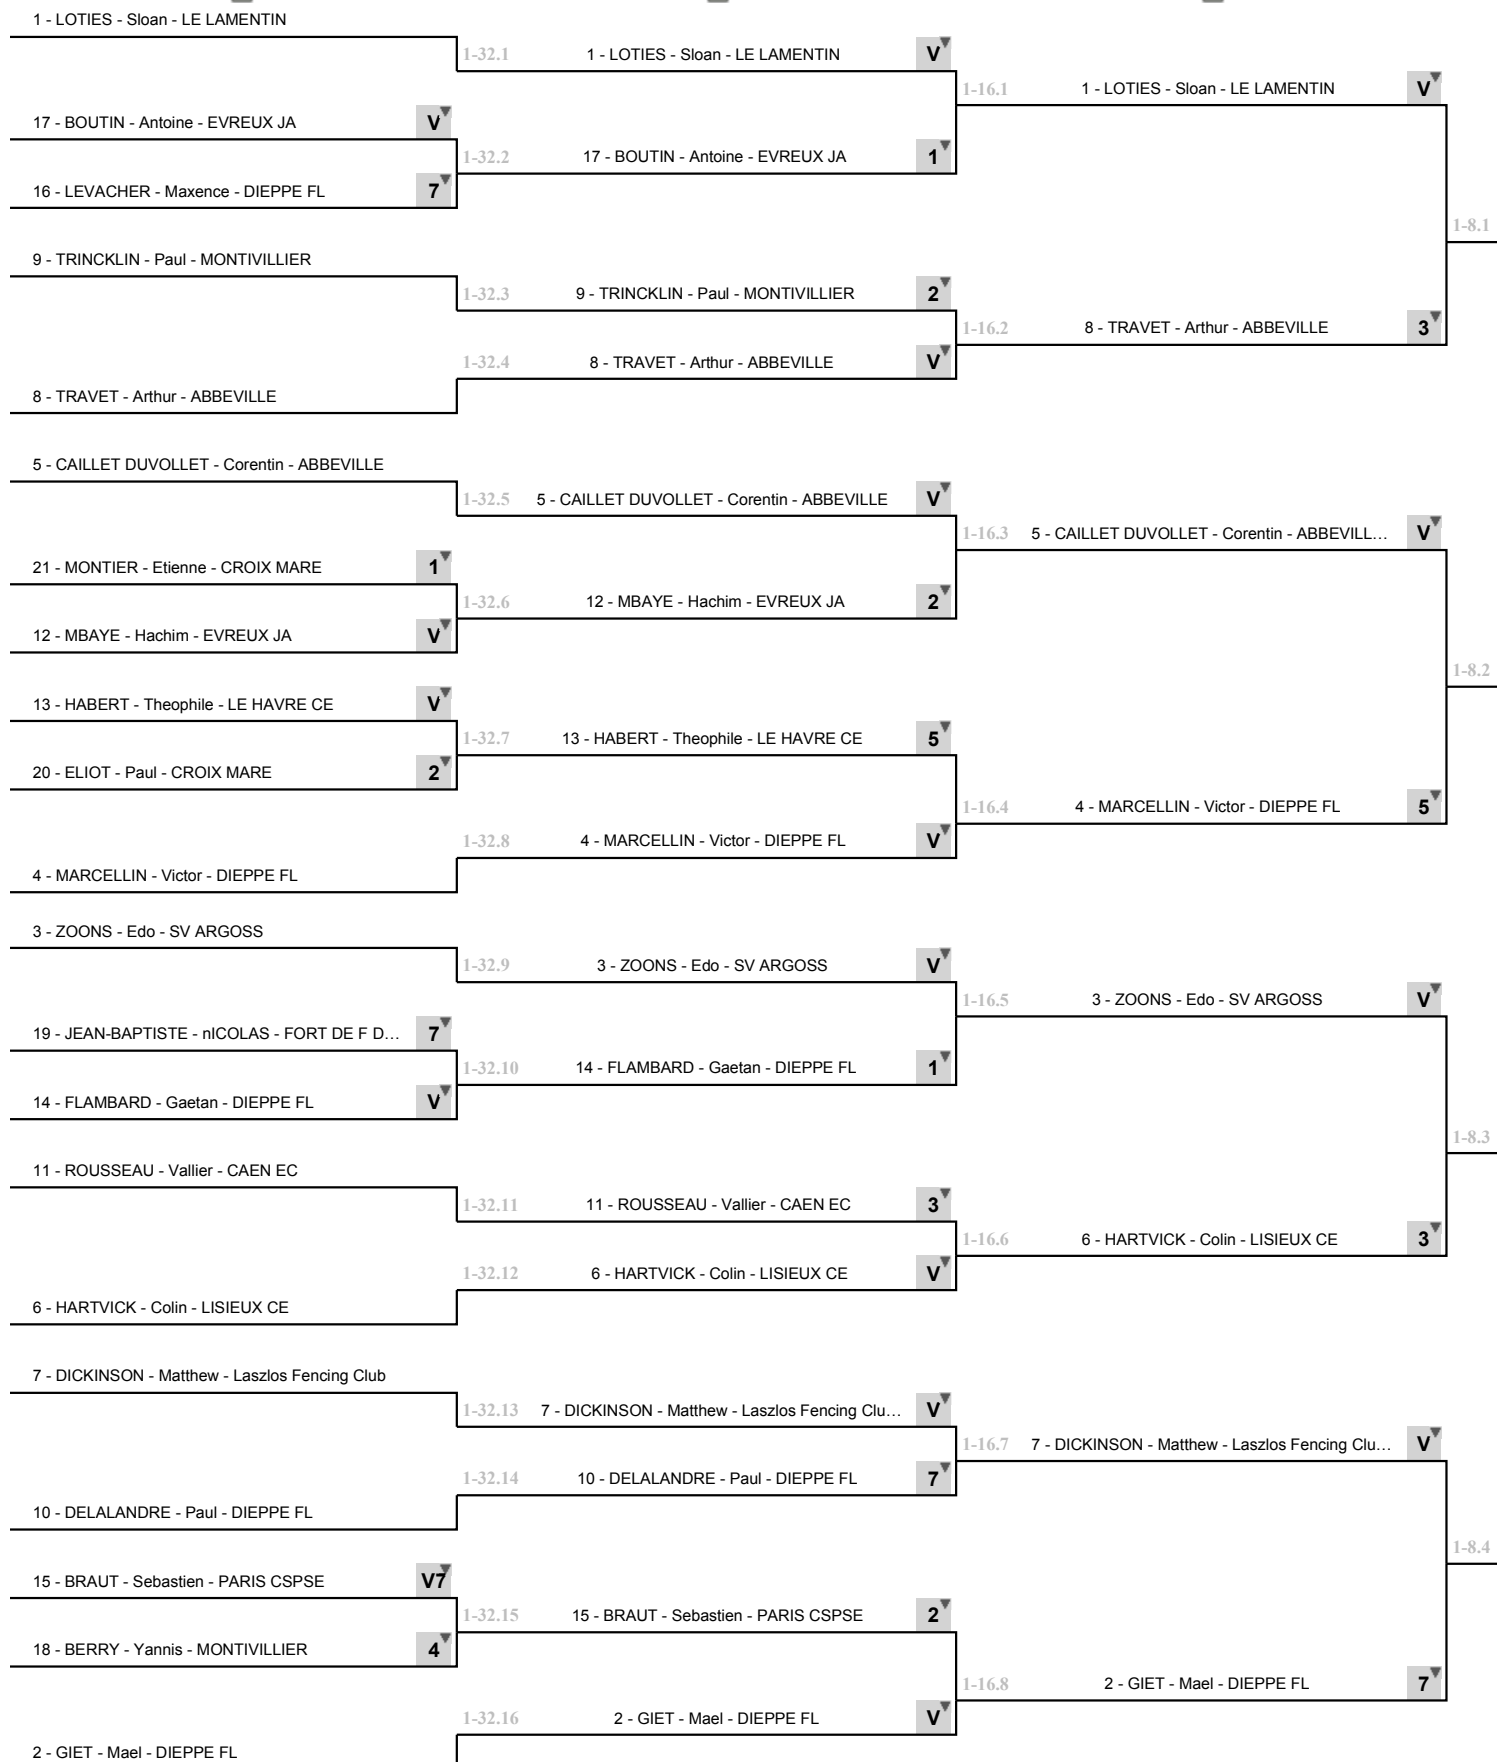 1 - LOTIES - Sloan - LE LAMENTIN
1-32.1 1 - LOTIES - Sloan - LE LAMENTIN V
1-16.1 1 - LOTIES - Sloan - LE LAMENTIN V
17 - BOUTIN - Antoine - EVREUX JA V
1-32.2 17 - BOUTIN - Antoine - EVREUX JA 1
16 - LEVACHER - Maxence - DIEPPE FL 7
1-8.1
9 - TRINCKLIN - Paul - MONTIVILLIER
1-32.3 9 - TRINCKLIN - Paul - MONTIVILLIER 2
1-16.2 8 - TRAVET - Arthur - ABBEVILLE 3
1-32.4 8 - TRAVET - Arthur - ABBEVILLE V
8 - TRAVET - Arthur - ABBEVILLE
5 - CAILLET DUVOLLET - Corentin - ABBEVILLE
1-32.5 5 - CAILLET DUVOLLET - Corentin - ABBEVILLE V
1-16.3 5 - CAILLET DUVOLLET - Corentin - ABBEVILL... V
21 - MONTIER - Etienne - CROIX MARE 1
1-32.6 12 - MBAYE - Hachim - EVREUX JA 2
12 - MBAYE - Hachim - EVREUX JA V
1-8.2
13 - HABERT - Theophile - LE HAVRE CE V
1-32.7 13 - HABERT - Theophile - LE HAVRE CE 5
20 - ELIOT - Paul - CROIX MARE 2
1-16.4 4 - MARCELLIN - Victor - DIEPPE FL 5
1-32.8 4 - MARCELLIN - Victor - DIEPPE FL V
4 - MARCELLIN - Victor - DIEPPE FL
3 - ZOONS - Edo - SV ARGOSS
1-32.9 3 - ZOONS - Edo - SV ARGOSS V
1-16.5 3 - ZOONS - Edo - SV ARGOSS V
19 - JEAN-BAPTISTE - nICOLAS - FORT DE F D... 7
1-32.10 14 - FLAMBARD - Gaetan - DIEPPE FL 1
14 - FLAMBARD - Gaetan - DIEPPE FL V
1-8.3
11 - ROUSSEAU - Vallier - CAEN EC
1-32.11 11 - ROUSSEAU - Vallier - CAEN EC 3
1-16.6 6 - HARTVICK - Colin - LISIEUX CE 3
1-32.12 6 - HARTVICK - Colin - LISIEUX CE V
6 - HARTVICK - Colin - LISIEUX CE
7 - DICKINSON - Matthew - Laszlos Fencing Club
1-32.13 7 - DICKINSON - Matthew - Laszlos Fencing Clu... V
1-16.7 7 - DICKINSON - Matthew - Laszlos Fencing Clu... V
1-32.14 10 - DELALANDRE - Paul - DIEPPE FL 7
10 - DELALANDRE - Paul - DIEPPE FL
1-8.4
15 - BRAUT - Sebastien - PARIS CSPSE V7
1-32.15 15 - BRAUT - Sebastien - PARIS CSPSE 2
18 - BERRY - Yannis - MONTIVILLIER 4
1-16.8 2 - GIET - Mael - DIEPPE FL 7
1-32.16 2 - GIET - Mael - DIEPPE FL V
2 - GIET - Mael - DIEPPE FL